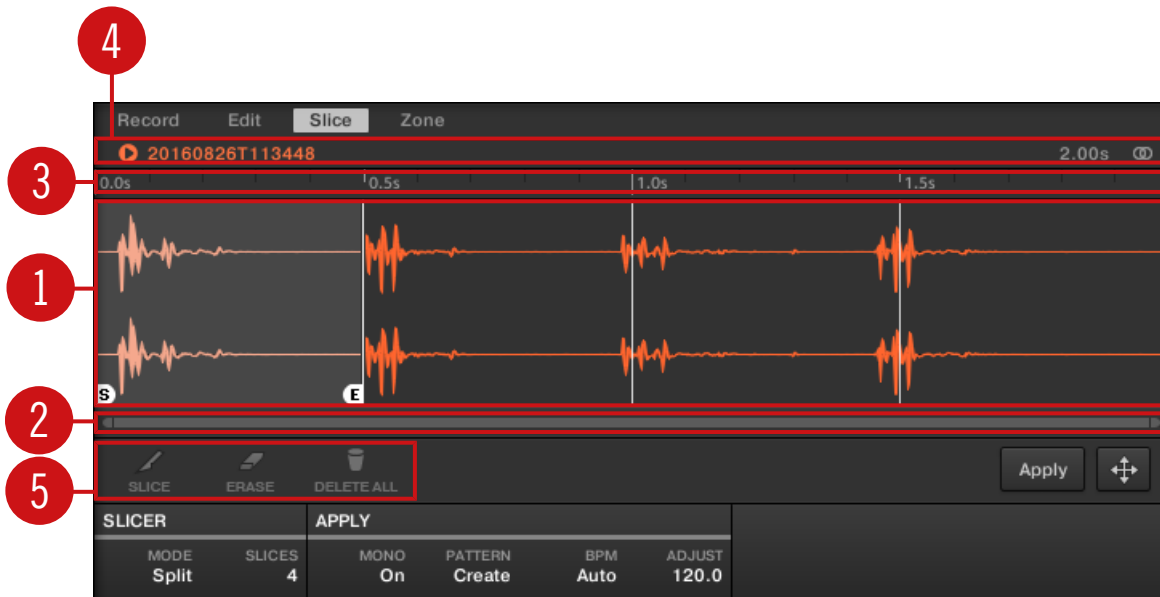 4
Record Edit Slice Zone
20160826T113448 2.00s
3
0.0s 0.5s 1.0s 1.5s
1
S E
2
5
SLICE ERASE DELETE ALL Apply
SLICER APPLY
MODE SLICES MONO PATTERN BPM ADJUST
Split 4 On Create Auto 120.0